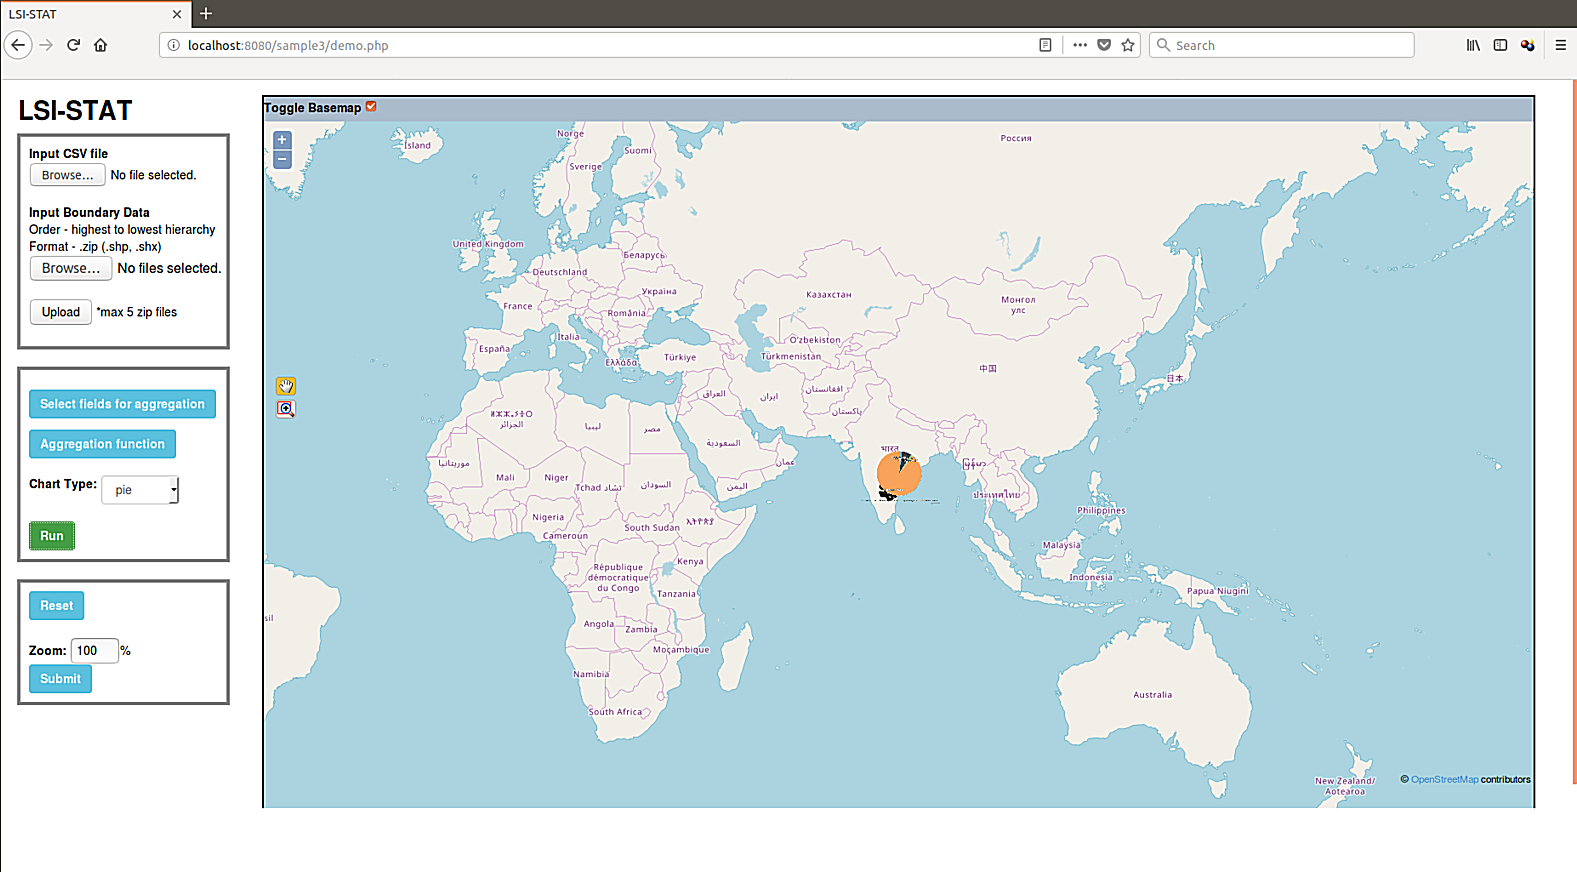 LSI-STAT
localhost:8080/sample3/demo.php
Search
LSI-STAT
Input CSV file
Browse... No file selected.
Input Boundary Data
Order - highest to lowest hierarchy
Format - .zip (.shp, .shx)
Browse... No files selected.
Upload *max 5 zip files
Select fields for aggregation
Aggregation function
Chart Type: pie
Run
Reset
Zoom: 100 %
Submit
Toggle Basemap
+
−
Norge
Россия
Ísland
Suomi
Sverige
United Kingdom
Беларусь
Deutschland
Україна
Казахстан
Монгол
улс
France
România
Italia
O'zbekiston
España
Ελλάδα
Türkiye
Türkmenistan
中国
日本
العراق
ایران
افغانستان
پاکستان
ⵍⵣⵣⴰⵢⴻⵔ
الجزائر
ليبيا
مصر
السعودية
भारत
موريتانيا
عمان
Mali
Niger
Tchad تشاد
السودان
اليمن
ประเทศไทย
Philippines
Nigeria
South Sudan
ኢትዮጵያ
Cameroun
Malaysia
Kenya
République
démocratique
du Congo
Indonesia
Tanzania
Papua Niugini
sil
Angola
Zambia
Moçambique
Namibia
Australia
South Africa
© OpenStreetMap contributors
New Zealand/
Aotearoa